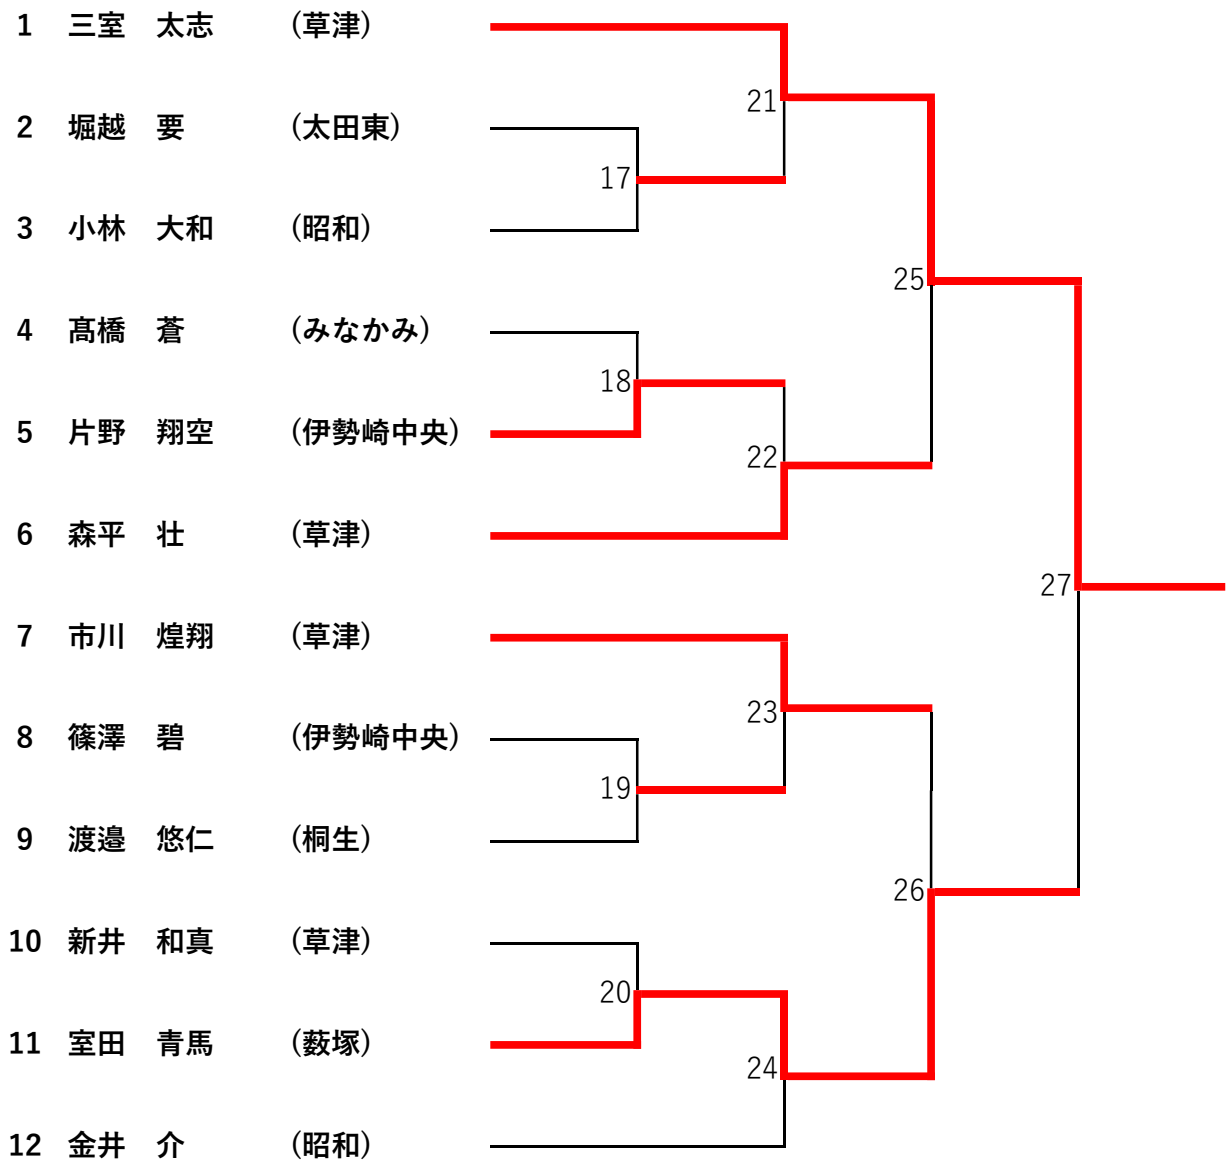 1 三室 太志 (草津)
21
2 堀越 要 (太田東)
17
3 小林 大和 (昭和)
25
4 髙橋 蒼 (みなかみ)
18
5 片野 翔空 (伊勢崎中央)
22
6 森平 壮 (草津)
27
7 市川 煌翔 (草津)
23
8 篠澤 碧 (伊勢崎中央)
19
9 渡邉 悠仁 (桐生)
26
10 新井 和真 (草津)
20
11 室田 青馬 (薮塚)
24
12 金井 介 (昭和)